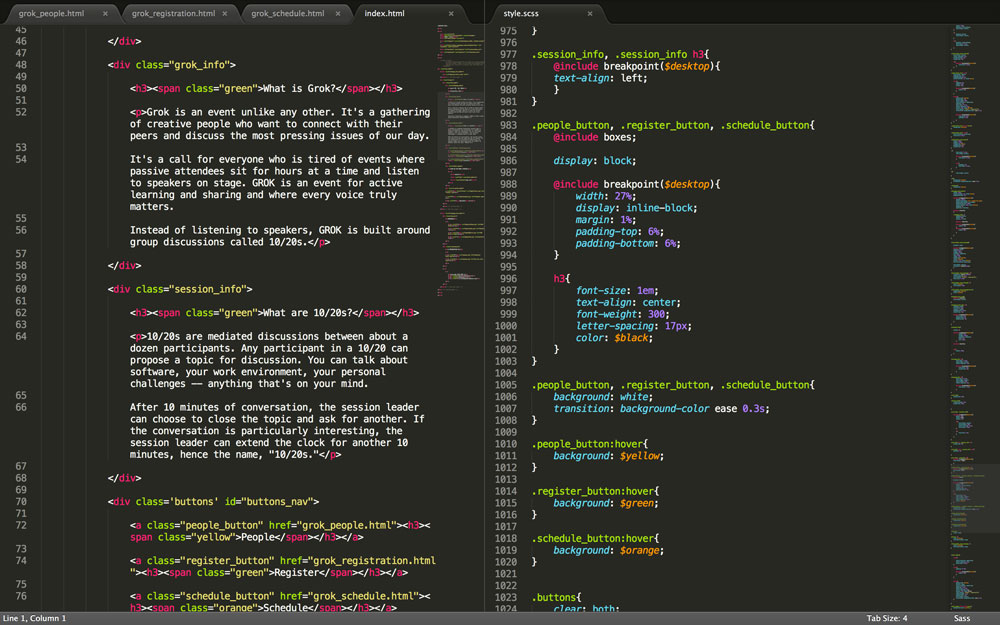 grok_people.html × grok_registration.html × grok_schedule.html × index.html ×
45
46 </div>
47
48 <div class="grok_info">
49
50 <h3><span class="green">What is Grok?</span></h3>
51
52 <p>Grok is an event unlike any other. It's a gathering
of creative people who want to connect with their
peers and discuss the most pressing issues of our day.
53
54 It's a call for everyone who is tired of events where
passive attendees sit for hours at a time and listen
to speakers on stage. GROK is an event for active
learning and sharing and where every voice truly
matters.
55
56 Instead of listening to speakers, GROK is built around
group discussions called 10/20s.</p>
57
58 </div>
59
60 <div class="session_info">
61
62 <h3><span class="green">What are 10/20s?</span></h3>
63
64 <p>10/20s are mediated discussions between about a
dozen participants. Any participant in a 10/20 can
propose a topic for discussion. You can talk about
software, your work environment, your personal
challenges -- anything that's on your mind.
65
66 After 10 minutes of conversation, the session leader
can choose to close the topic and ask for another. If
the conversation is particularly interesting, the
session leader can extend the clock for another 10
minutes, hence the name, "10/20s."</p>
67
68 </div>
69
70 <div class='buttons' id="buttons_nav">
71
72 <a class="people_button" href="grok_people.html"><h3><
span class="yellow">People</span></h3></a>
73
74 <a class="register_button" href="grok_registration.html
"><h3><span class="green">Register</span></h3></a>
75
76 <a class="schedule_button" href="grok_schedule.html"><
h3><span class="orange">Schedule</span></h3></a>
style.scss ×
975 }
976
977 .session_info, .session_info h3{
978 @include breakpoint($desktop){
979 text-align: left;
980 }
981 }
982
983 .people_button, .register_button, .schedule_button{
984 @include boxes;
985
986 display: block;
987
988 @include breakpoint($desktop){
989 width: 27%;
990 display: inline-block;
991 margin: 1%;
992 padding-top: 6%;
993 padding-bottom: 6%;
994 }
995
996 h3{
997 font-size: 1em;
998 text-align: center;
999 font-weight: 300;
1000 letter-spacing: 17px;
1001 color: $black;
1002 }
1003 }
1004
1005 .people_button, .register_button, .schedule_button{
1006 background: white;
1007 transition: background-color ease 0.3s;
1008 }
1009
1010 .people_button:hover{
1011 background: $yellow;
1012 }
1013
1014 .register_button:hover{
1015 background: $green;
1016 }
1017
1018 .schedule_button:hover{
1019 background: $orange;
1020 }
1021
1022
1023 .buttons{
1024 clear: both;
Line 1, Column 1 Tab Size: 4 Sass